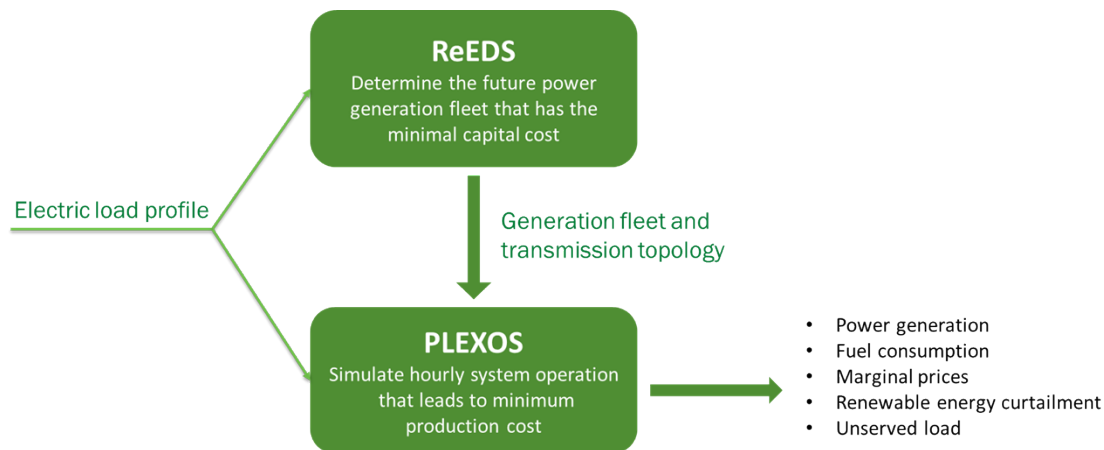 ReEDS
Determine the future power
generation fleet that has the
minimal capital cost
Electric load profile
Generation fleet and
transmission topology
PLEXOS
Simulate hourly system operation
that leads to minimum
production cost
• Power generation
• Fuel consumption
• Marginal prices
• Renewable energy curtailment
• Unserved load